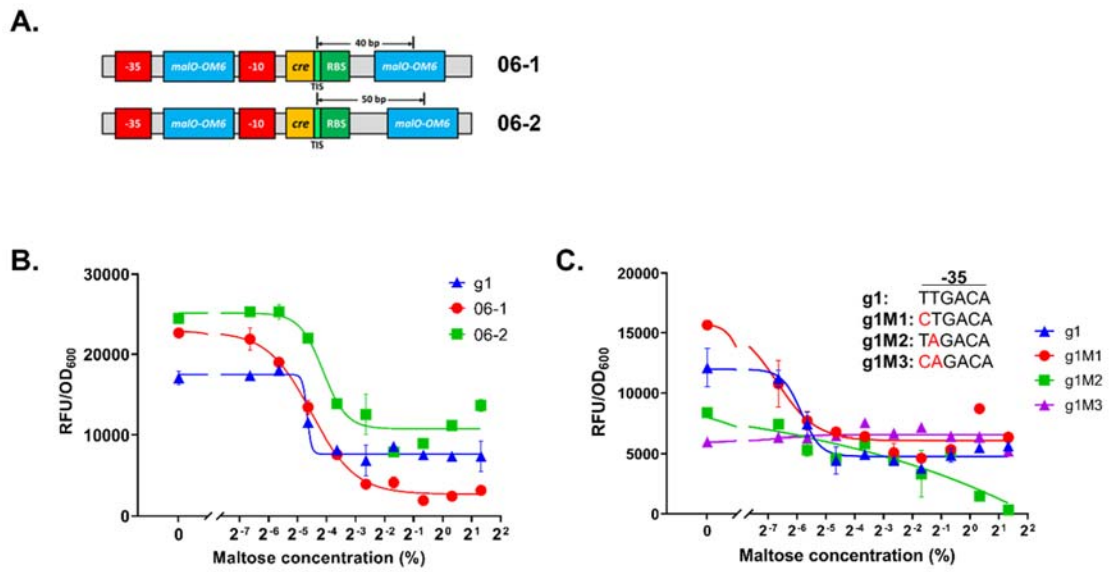 A.
40 bp
-35 malO-OM6 -10 cre RBS malO-OM6 06-1
TIS
50 bp
-35 malO-OM6 -10 cre RBS malO-OM6 06-2
TIS
B.
30000
20000
10000
0
RFU/OD600
0 2-7 2-6 2-5 2-4 2-3 2-2 2-1 20 21 22
Maltose concentration (%)
g1
06-1
06-2
C.
20000
15000
10000
5000
0
RFU/OD600
0 2-7 2-6 2-5 2-4 2-3 2-2 2-1 20 21 22
Maltose concentration (%)
-35
g1: TTGACA
g1M1: CTGACA
g1M2: TAGACA
g1M3: CAGACA
g1
g1M1
g1M2
g1M3